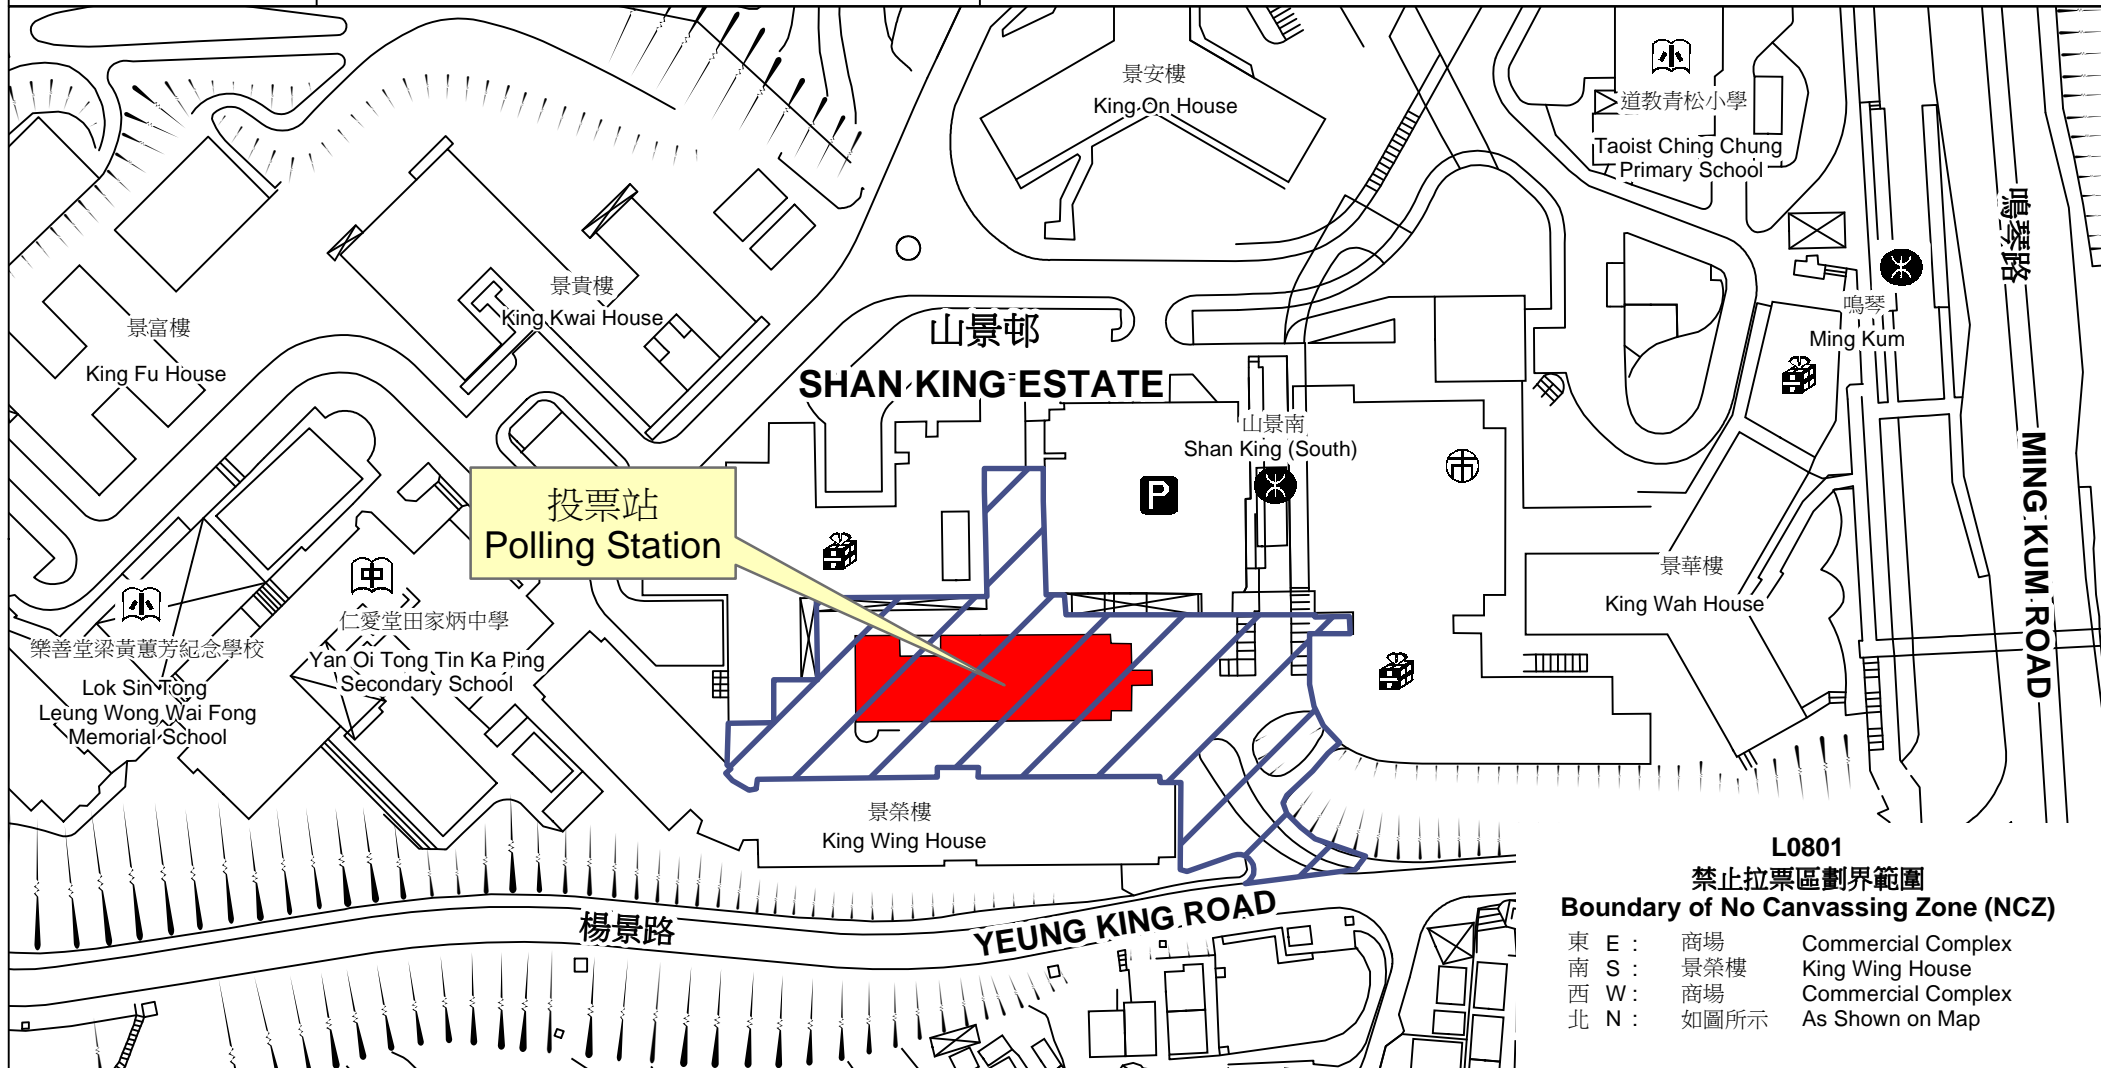 景安樓
King On House
小
道教青松小學
Taoist Ching Chung
Primary School
鳴琴路
景貴樓
King Kwai House
景富樓
King Fu House
山景邨
SHAN KING ESTATE
鳴琴
Ming Kum
山景南
Shan King (South)
市
P
MING KUM ROAD
投票站
Polling Station
中
小
仁愛堂田家炳中學
Yan Oi Tong Tin Ka Ping
Secondary School
樂善堂梁黃蕙芳紀念學校
Lok Sin Tong
Leung Wong Wai Fong
Memorial School
景華樓
King Wah House
景榮樓
King Wing House
楊景路
YEUNG KING ROAD
L0801
禁止拉票區劃界範圍
Boundary of No Canvassing Zone (NCZ)
東 E : 商場 Commercial Complex
南 S : 景榮樓 King Wing House
西 W : 商場 Commercial Complex
北 N : 如圖所示 As Shown on Map